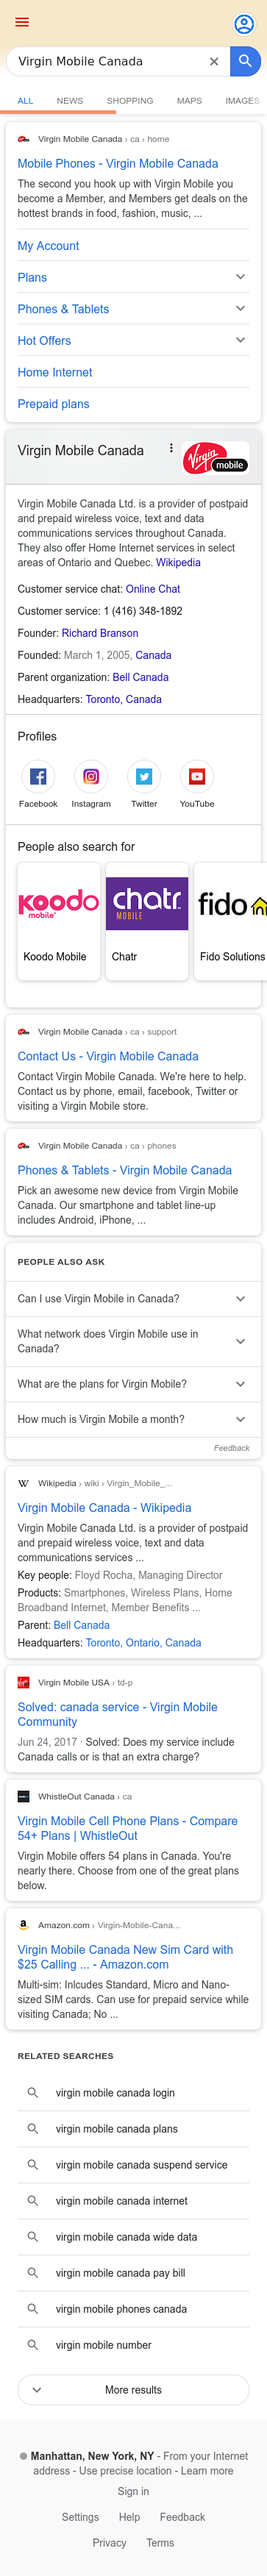 Virgin Mobile Canada
ALL NEWS SHOPPING MAPS IMAGES
Virgin Mobile Canada › ca › home
Mobile Phones - Virgin Mobile Canada
The second you hook up with Virgin Mobile you
become a Member, and Members get deals on the
hottest brands in food, fashion, music, ...
My Account
Plans
Phones & Tablets
Hot Offers
Home Internet
Prepaid plans
Virgin Mobile Canada
Virgin mobile
Virgin Mobile Canada Ltd. is a provider of postpaid
and prepaid wireless voice, text and data
communications services throughout Canada.
They also offer Home Internet services in select
areas of Ontario and Quebec. Wikipedia
Customer service chat: Online Chat
Customer service: 1 (416) 348-1892
Founder: Richard Branson
Founded: March 1, 2005, Canada
Parent organization: Bell Canada
Headquarters: Toronto, Canada
Profiles
Facebook Instagram Twitter YouTube
People also search for
koodo mobile
chatr MOBILE
fido
Koodo Mobile Chatr Fido Solutions
Virgin Mobile Canada › ca › support
Contact Us - Virgin Mobile Canada
Contact Virgin Mobile Canada. We're here to help.
Contact us by phone, email, facebook, Twitter or
visiting a Virgin Mobile store.
Virgin Mobile Canada › ca › phones
Phones & Tablets - Virgin Mobile Canada
Pick an awesome new device from Virgin Mobile
Canada. Our smartphone and tablet line-up
includes Android, iPhone, ...
PEOPLE ALSO ASK
Can I use Virgin Mobile in Canada?
What network does Virgin Mobile use in
Canada?
What are the plans for Virgin Mobile?
How much is Virgin Mobile a month?
Feedback
W Wikipedia › wiki › Virgin_Mobile_...
Virgin Mobile Canada - Wikipedia
Virgin Mobile Canada Ltd. is a provider of postpaid
and prepaid wireless voice, text and data
communications services ...
Key people: Floyd Rocha, Managing Director
Products: Smartphones, Wireless Plans, Home
Broadband Internet, Member Benefits ...
Parent: Bell Canada
Headquarters: Toronto, Ontario, Canada
Virgin Mobile USA › td-p
Solved: canada service - Virgin Mobile
Community
Jun 24, 2017 · Solved: Does my service include
Canada calls or is that an extra charge?
WhistleOut Canada › ca
Virgin Mobile Cell Phone Plans - Compare
54+ Plans | WhistleOut
Virgin Mobile offers 54 plans in Canada. You're
nearly there. Choose from one of the great plans
below.
Amazon.com › Virgin-Mobile-Cana...
Virgin Mobile Canada New Sim Card with
$25 Calling ... - Amazon.com
Multi-sim: Inlcudes Standard, Micro and Nano-
sized SIM cards. Can use for prepaid service while
visiting Canada; No ...
RELATED SEARCHES
virgin mobile canada login
virgin mobile canada plans
virgin mobile canada suspend service
virgin mobile canada internet
virgin mobile canada wide data
virgin mobile canada pay bill
virgin mobile phones canada
virgin mobile number
More results
Manhattan, New York, NY - From your Internet
address - Use precise location - Learn more
Sign in
Settings Help Feedback
Privacy Terms